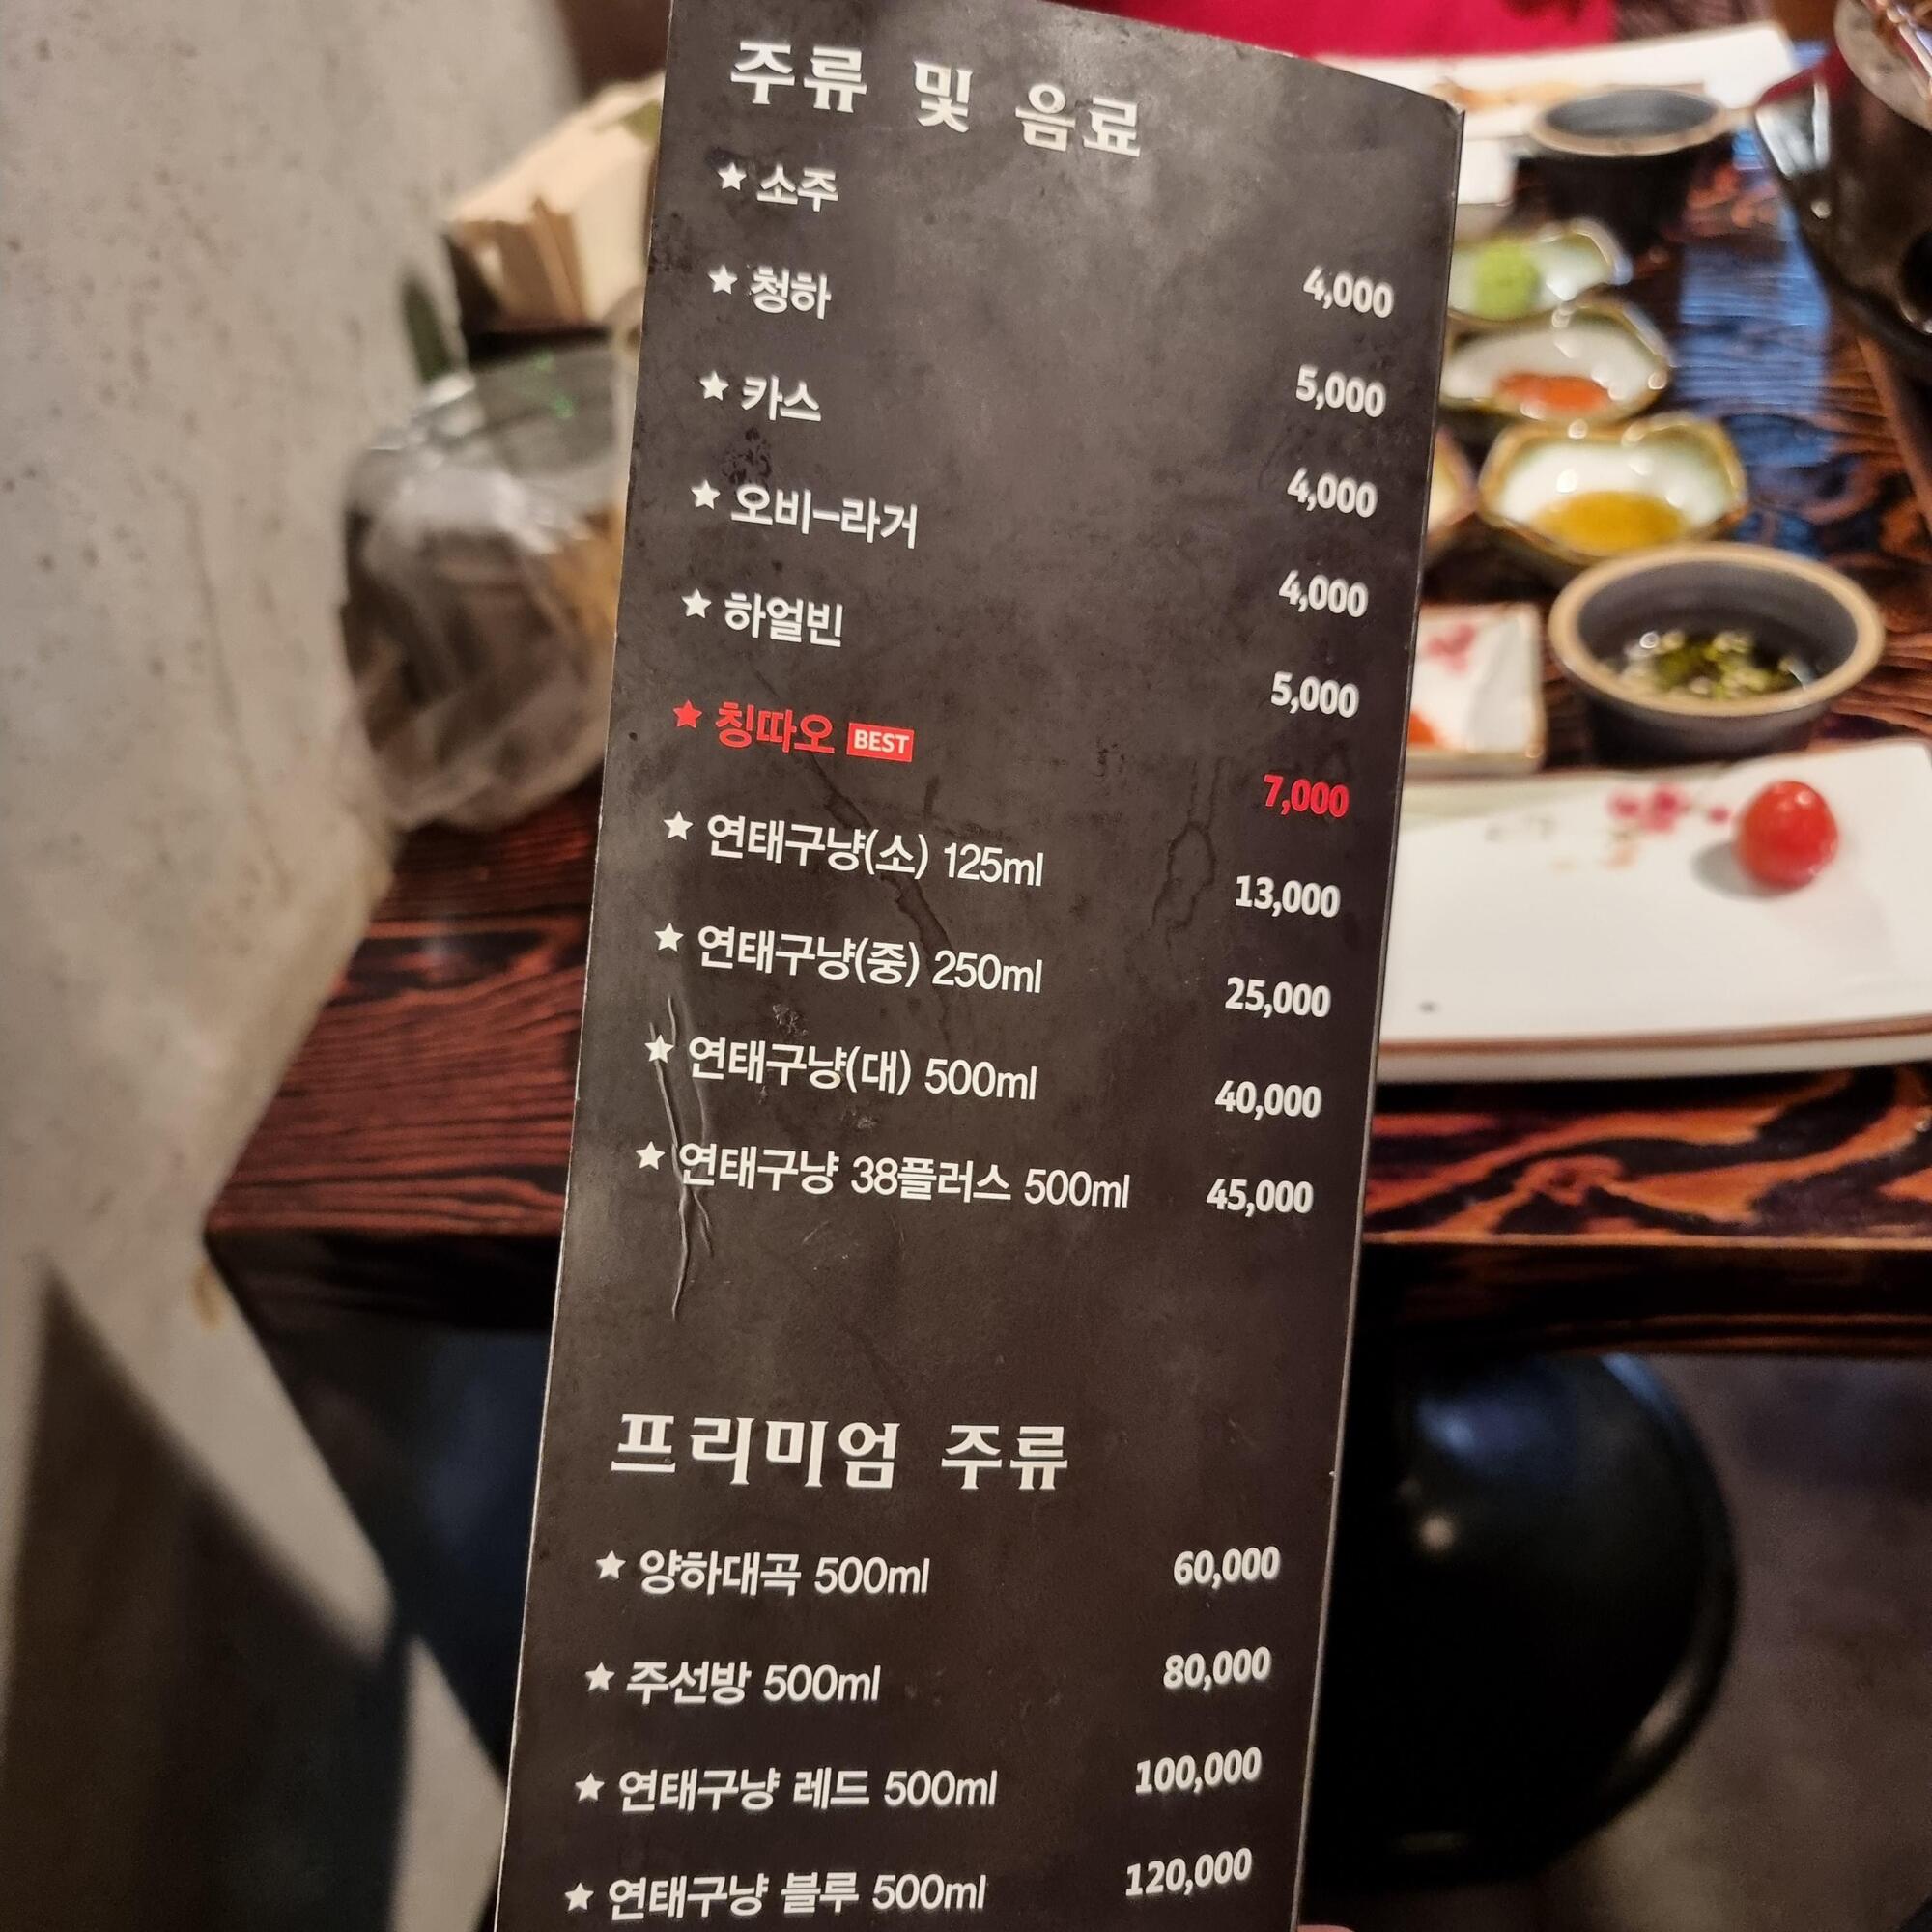 주류 및 음료
★ 소주 4,000
★ 청하 5,000
★ 카스 4,000
★ 오비-라거 4,000
★ 하얼빈 5,000
★ 칭따오 BEST 7,000
★ 연태구냥(소) 125ml 13,000
★ 연태구냥(중) 250ml 25,000
★ 연태구냥(대) 500ml 40,000
★ 연태구냥 38플러스 500ml 45,000
프리미엄 주류
★ 양하대곡 500ml 60,000
★ 주선방 500ml 80,000
★ 연태구냥 레드 500ml 100,000
★ 연태구냥 블루 500ml 120,000